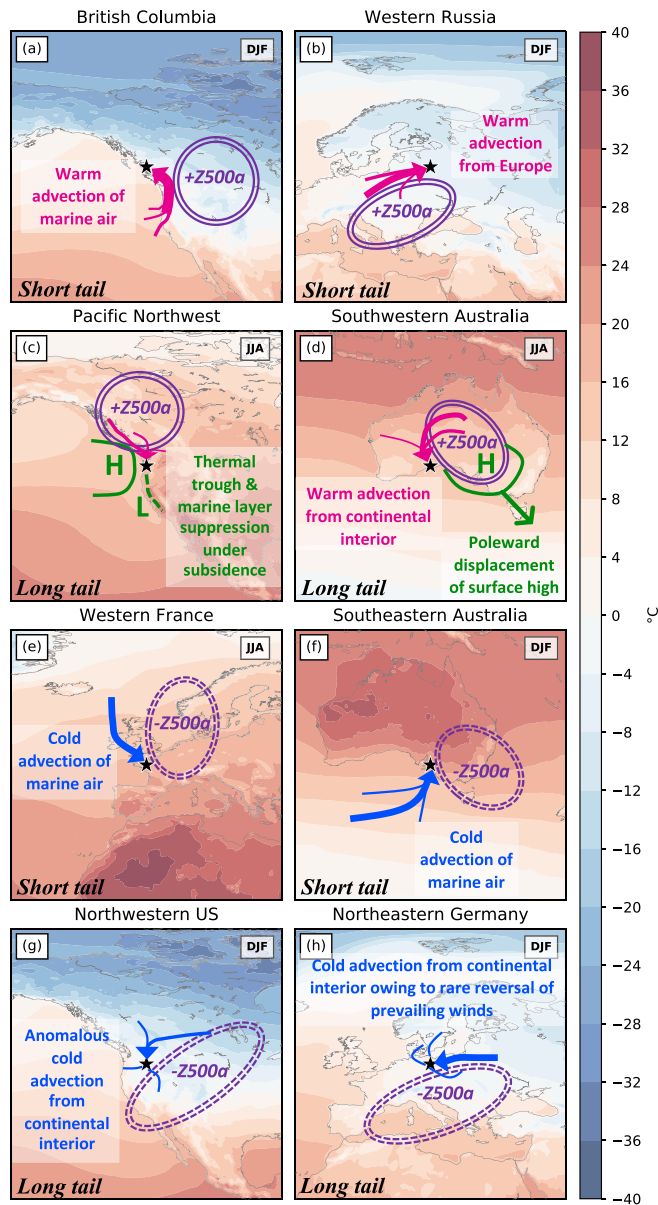 British Columbia
(a)
DJF
+Z500a
Warm
advection of
marine air
Short tail
Western Russia
(b)
DJF
Warm
advection
from Europe
+Z500a
Short tail
Pacific Northwest
(c)
JJA
+Z500a
H
L
Thermal
trough &
marine layer
suppression
under
subsidence
Long tail
Southwestern Australia
(d)
JJA
+Z500a
H
Warm advection
from continental
interior
Poleward
displacement
of surface high
Long tail
Western France
(e)
JJA
-Z500a
Cold
advection of
marine air
Short tail
Southeastern Australia
(f)
DJF
-Z500a
Cold
advection of
marine air
Short tail
Northwestern US
(g)
DJF
Anomalous
cold
advection
from
continental
interior
-Z500a
Long tail
Northeastern Germany
(h)
DJF
Cold advection from continental
interior owing to rare reversal of
prevailing winds
-Z500a
Long tail
40
36
32
28
24
20
16
12
8
4
0
−4
−8
−12
−16
−20
−24
−28
−32
−36
−40
°C